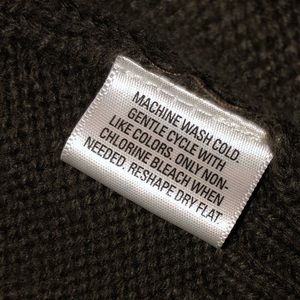 MACHINE WASH COLD.
GENTLE CYCLE WITH
LIKE COLORS. ONLY NON-
CHLORINE BLEACH WHEN
NEEDED. RESHAPE DRY FLAT.